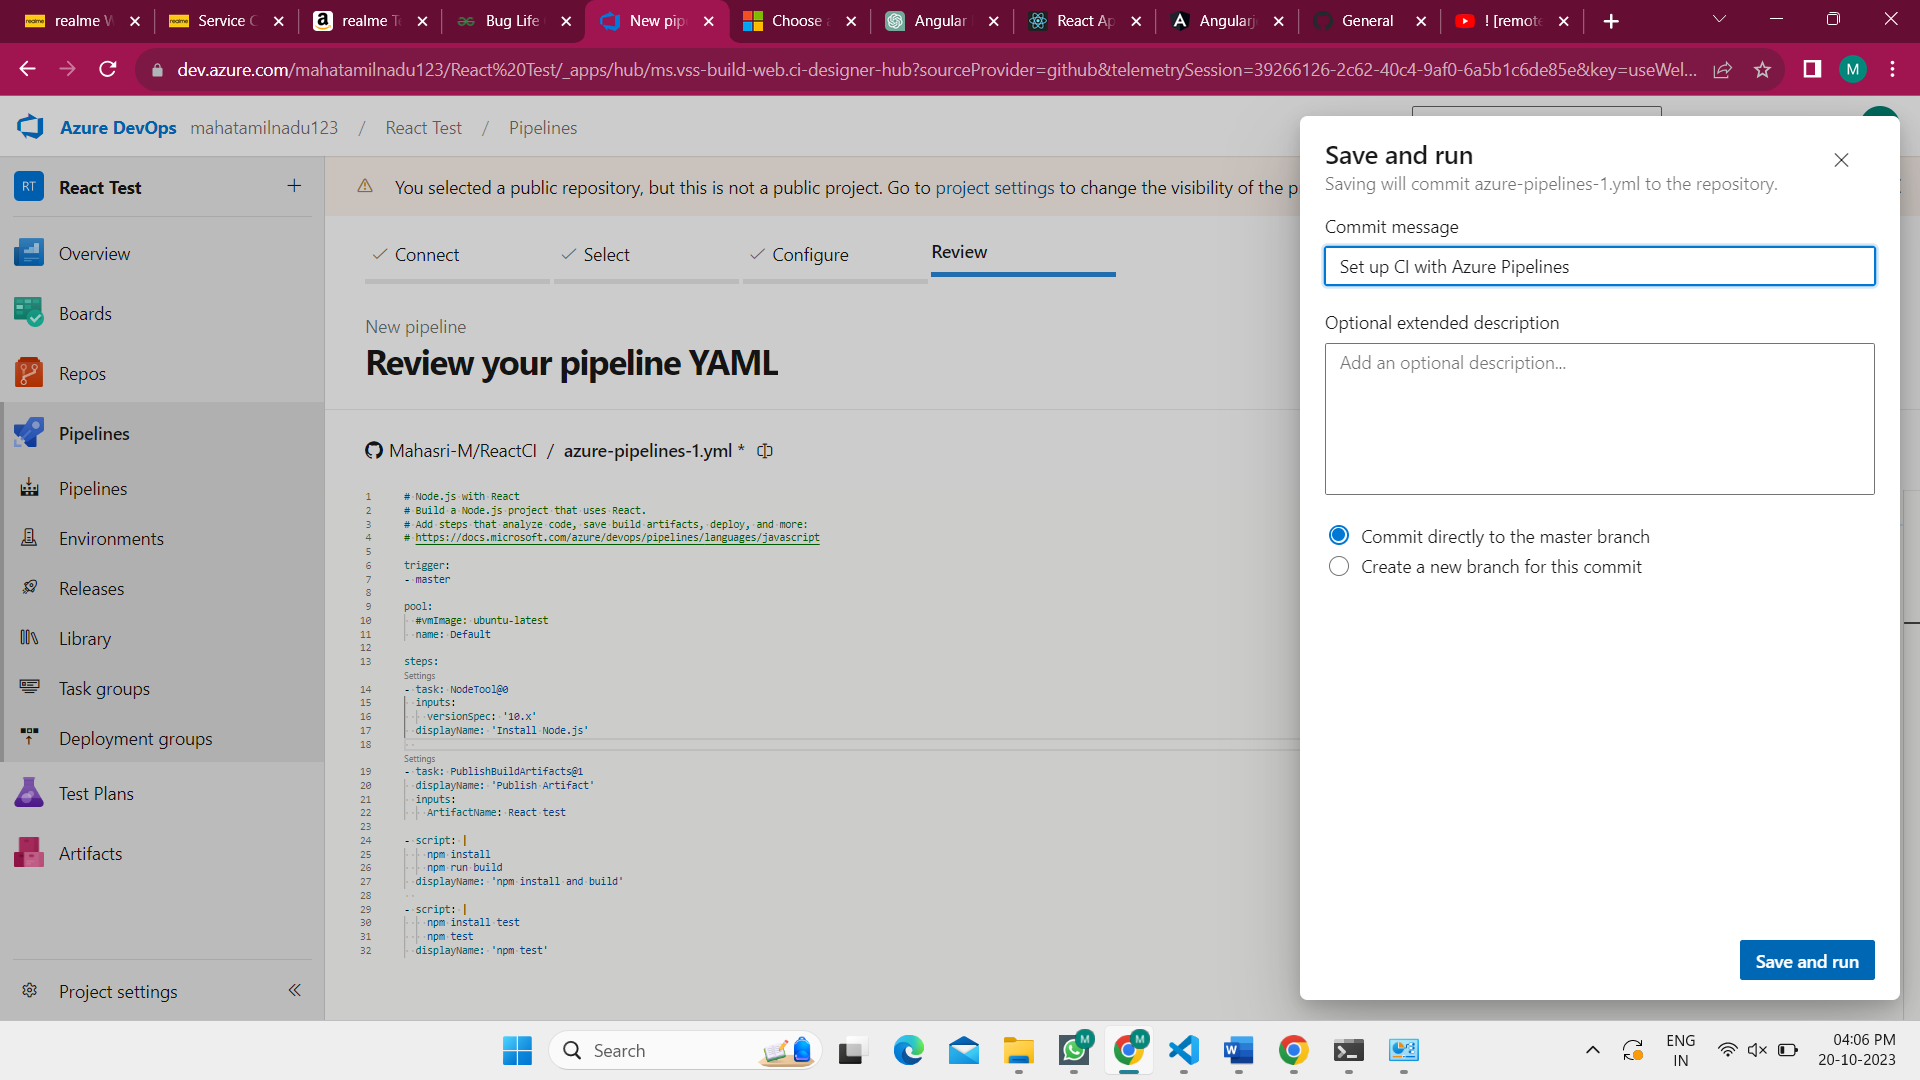 realme W
Service C
realme Te
Bug Life
New pip
Choose a
Angular
React Ap
Angularj
General
! [remote
dev.azure.com/mahatamilnadu123/React%20Test/_apps/hub/ms.vss-build-web.ci-designer-hub?sourceProvider=github&telemetrySession=39266126-2c62-40c4-9af0-6a5b1c6de85e&key=useWel...
M
Azure DevOps mahatamilnadu123 / React Test / Pipelines
RT React Test
Overview
Boards
Repos
Pipelines
Pipelines
Environments
Releases
Library
Task groups
Deployment groups
Test Plans
Artifacts
Project settings
You selected a public repository, but this is not a public project. Go to project settings to change the visibility of the p
Connect
Select
Configure
Review
New pipeline
Review your pipeline YAML
Mahasri-M/ReactCI / azure-pipelines-1.yml *
1 # Node.js with React
2 # Build a Node.js project that uses React.
3 # Add steps that analyze code, save build artifacts, deploy, and more:
4 # https://docs.microsoft.com/azure/devops/pipelines/languages/javascript
5
6 trigger:
7 - master
8
9 pool:
10 #vmImage: ubuntu-latest
11 name: Default
12
13 steps:
Settings
14 - task: NodeTool@0
15 inputs:
16 versionSpec: '10.x'
17 displayName: 'Install Node.js'
18
Settings
19 - task: PublishBuildArtifacts@1
20 displayName: 'Publish Artifact'
21 inputs:
22 ArtifactName: React test
23
24 - script: |
25 npm install
26 npm run build
27 displayName: 'npm install and build'
28
29 - script: |
30 npm install test
31 npm test
32 displayName: 'npm test'
Save and run
Saving will commit azure-pipelines-1.yml to the repository.
Commit message
Set up CI with Azure Pipelines
Optional extended description
Add an optional description...
Commit directly to the master branch
Create a new branch for this commit
Save and run
Search
M
M
ENG
IN
04:06 PM
20-10-2023